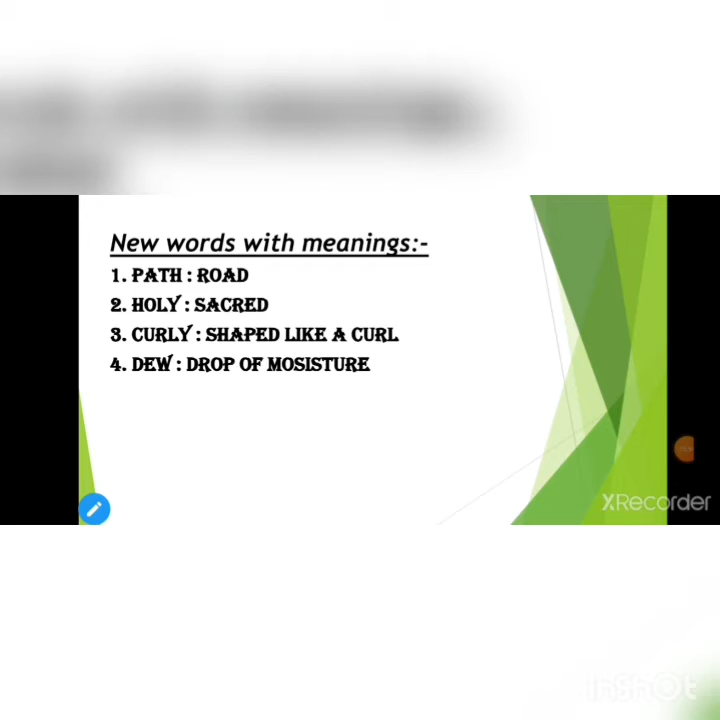 New words with meanings:-
1. PATH : ROAD
2. HOLY : SACRED
3. CURLY : SHAPED LIKE A CURL
4. DEW : DROP OF MOSISTURE
XRecorder
InShOt